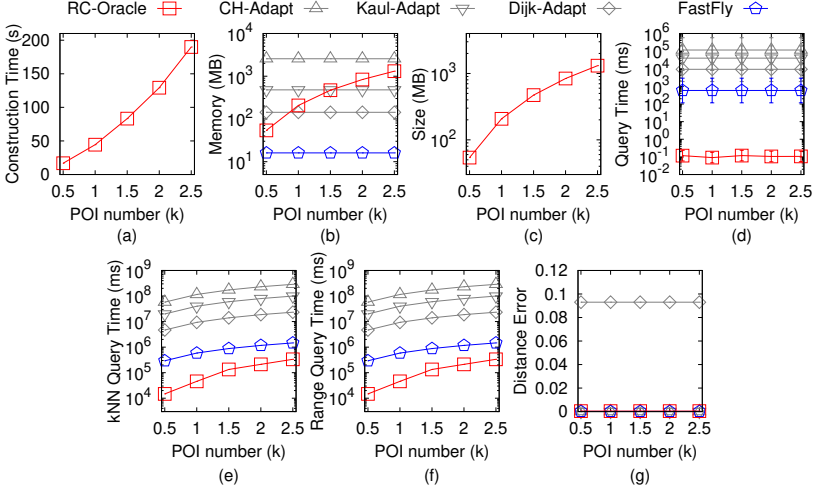 RC-Oracle CH-Adapt Kaul-Adapt Dijk-Adapt FastFly
Construction Time (s)
200
150
100
50
0
0.5 1 1.5 2 2.5
POI number (k)
(a)
Memory (MB)
10^4
10^3
10^2
10^1
0.5 1 1.5 2 2.5
POI number (k)
(b)
Size (MB)
10^3
10^2
0.5 1 1.5 2 2.5
POI number (k)
(c)
Query Time (ms)
10^6
10^5
10^4
10^3
10^2
10^1
10^0
10^-1
10^-2
0.5 1 1.5 2 2.5
POI number (k)
(d)
kNN Query Time (ms)
10^9
10^8
10^7
10^6
10^5
10^4
0.5 1 1.5 2 2.5
POI number (k)
(e)
Range Query Time (ms)
10^9
10^8
10^7
10^6
10^5
10^4
0.5 1 1.5 2 2.5
POI number (k)
(f)
Distance Error
0.12
0.1
0.08
0.06
0.04
0.02
0
0.5 1 1.5 2 2.5
POI number (k)
(g)